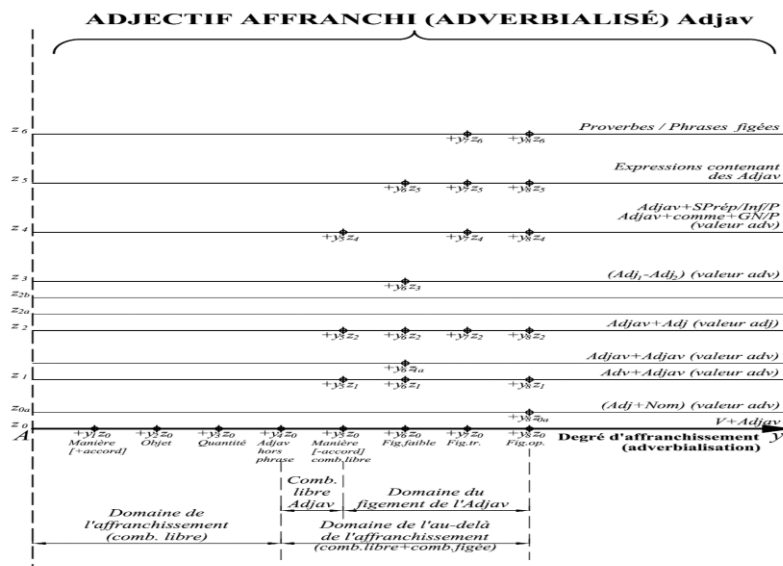 ADJECTIF AFFRANCHI (ADVERBIALISÉ) Adjav
z6
Proverbes / Phrases figées
+y7z6 +y8z6
Expressions contenant
z5
des Adjav
+y6z5 +y7z5 +y8z5
Adjav+SPrép/Inf/P
Adjav+comme+GN/P
z4
(valeur adv)
+y5z4 +y7z4 +y8z4
z3
(Adj1-Adj2) (valeur adv)
+y6z3
z2b
z2a
z2
Adjav+Adj (valeur adj)
+y5z2 +y6z2 +y7z2 +y8z2
Adjav+Adjav (valeur adv)
z1
Adv+Adjav (valeur adv)
+y5z1 +y6z1 +y8z1
z0a
(Adj+Nom) (valeur adv)
+y8z0a
z0
V+Adjav
A
+y1z0 +y2z0 +y3z0 +y4z0 +y5z0 +y6z0 +y7z0 +y8z0
y
Manière
[+accord]
Objet
Quantité
Adjav
hors
phrase
Manière
[-accord]
comb.libre
Fig.faible
Fig.tr.
Fig.op.
Degré d'affranchissement
(adverbialisation)
Comb.
libre
Adjav
Domaine du
figement de l'Adjav
Domaine de
l'affranchissement
(comb. libre)
Domaine de l'au-delà
de l'affranchissement
(comb.libre+comb.figée)